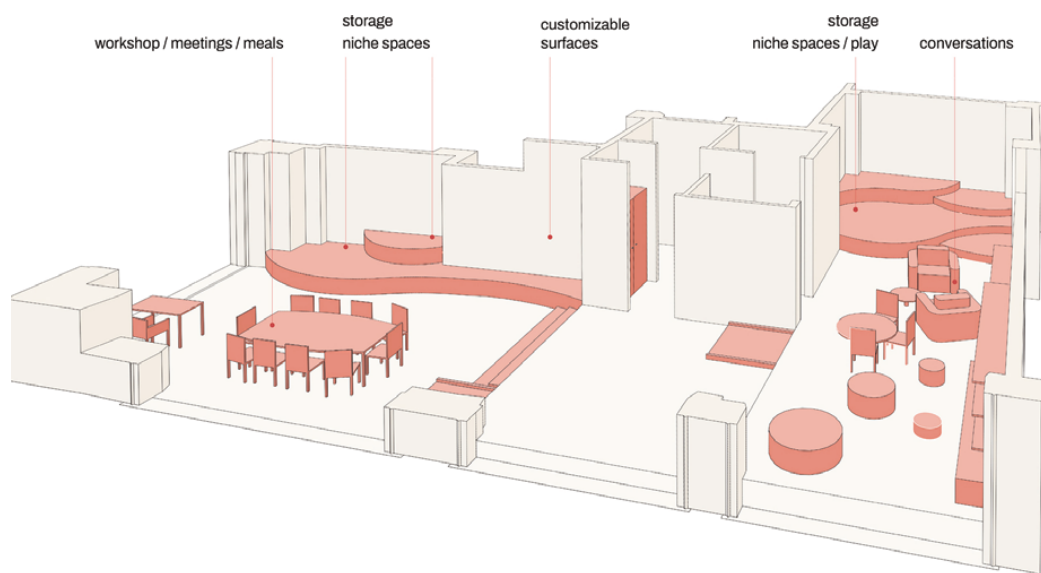 workshop / meetings / meals
storage
niche spaces
customizable
surfaces
storage
niche spaces / play
conversations